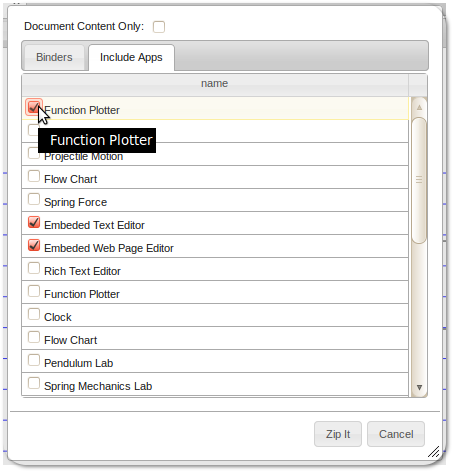 Document Content Only:
Binders
Include Apps
name
Function Plotter
Function Plotter
Projectile Motion
Flow Chart
Spring Force
Embeded Text Editor
Embeded Web Page Editor
Rich Text Editor
Function Plotter
Clock
Flow Chart
Pendulum Lab
Spring Mechanics Lab
Zip It
Cancel